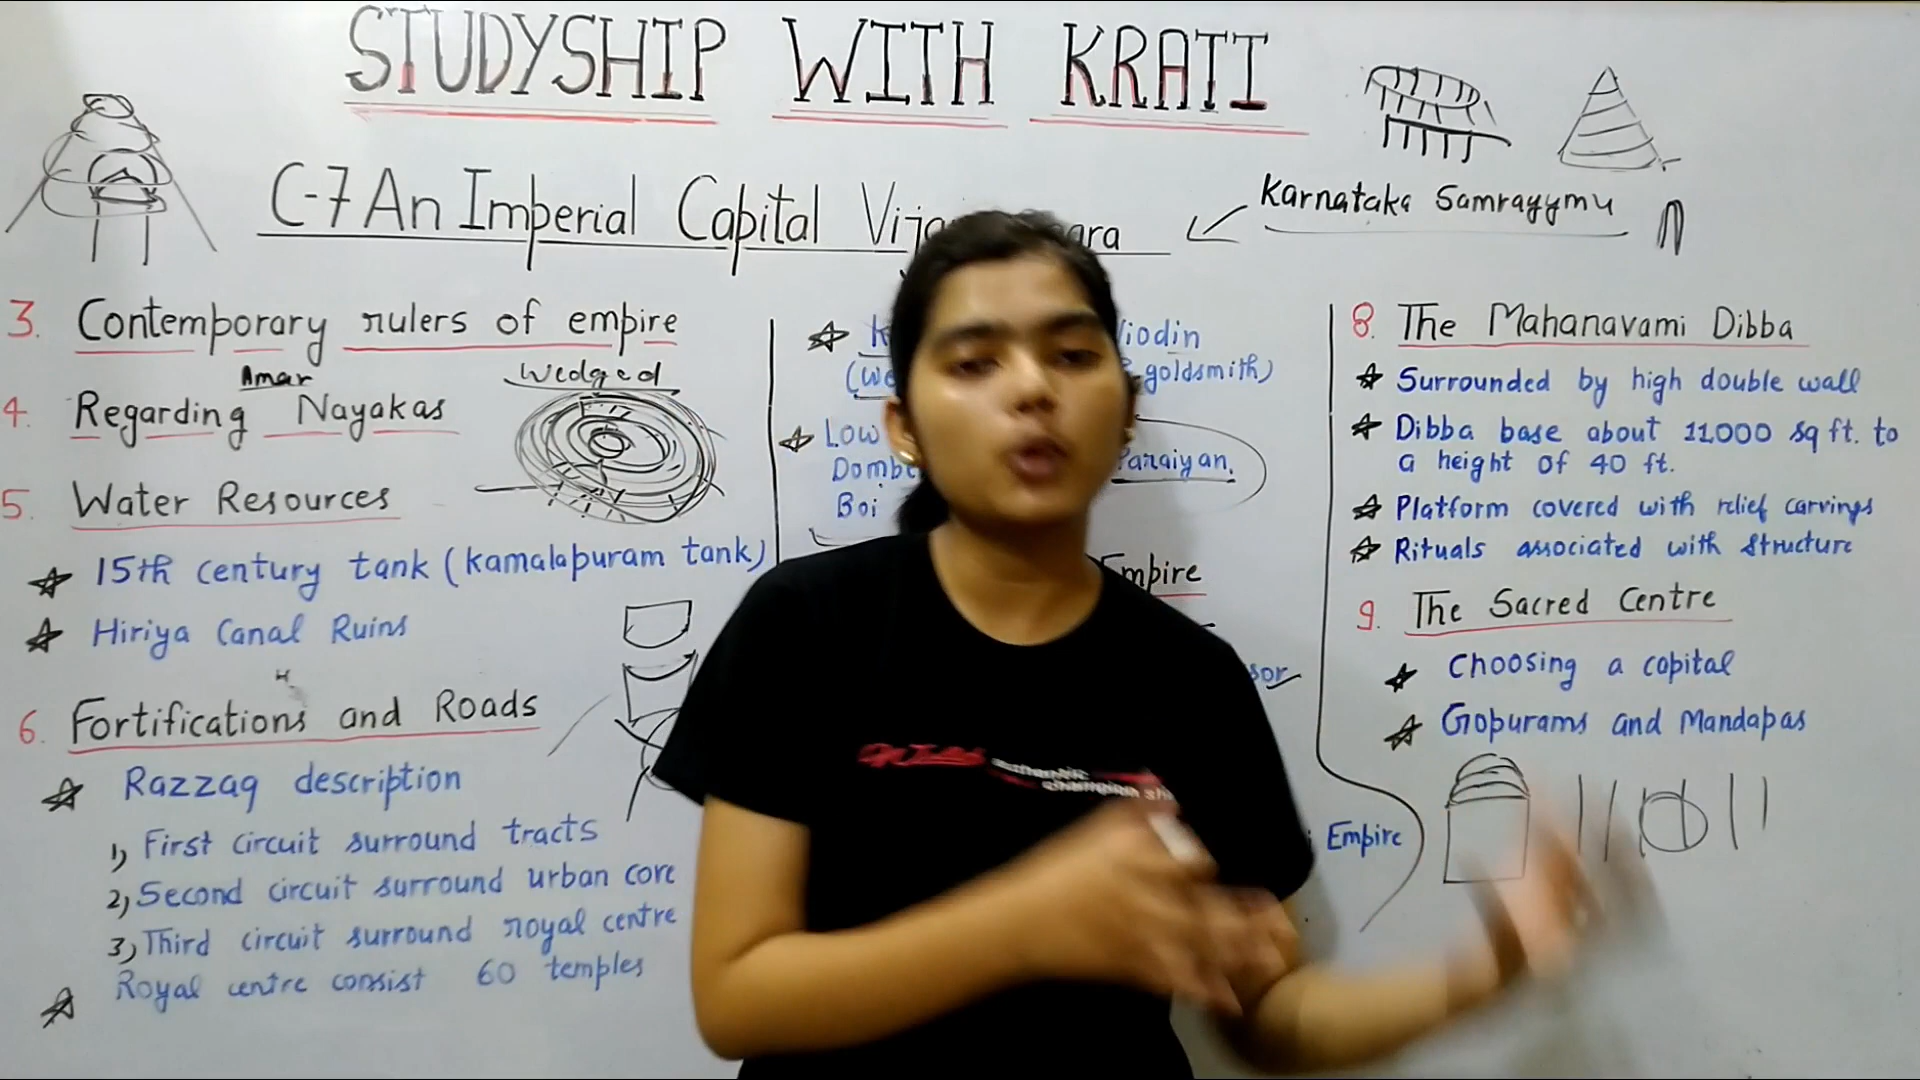 STUDYSHIP WITH KRATI
C-7 An Imperial Capital
Karnataka Samrayymu
3. Contemporary rulers of empire
Amar
4. Regarding Nayakas
Wedged
5. Water Resources
15th century tank (kamalapuram tank)
Hiriya Canal Ruins
6. Fortifications and Roads
Razzaq description
1) First circuit surround tracts
2) Second circuit surround urban core
3) Third circuit surround royal centre
Royal centre consist 60 temples
goldsmith)
Low
Paraiyan.
Boi
Empire
Empire
8. The Mahanavami Dibba
Surrounded by high double wall
Dibba base about 11000 sq ft. to
a height of 40 ft.
Platform covered with relief carvings
Rituals associated with structure
9. The Sacred Centre
Choosing a capital
Gopurams and Mandapas